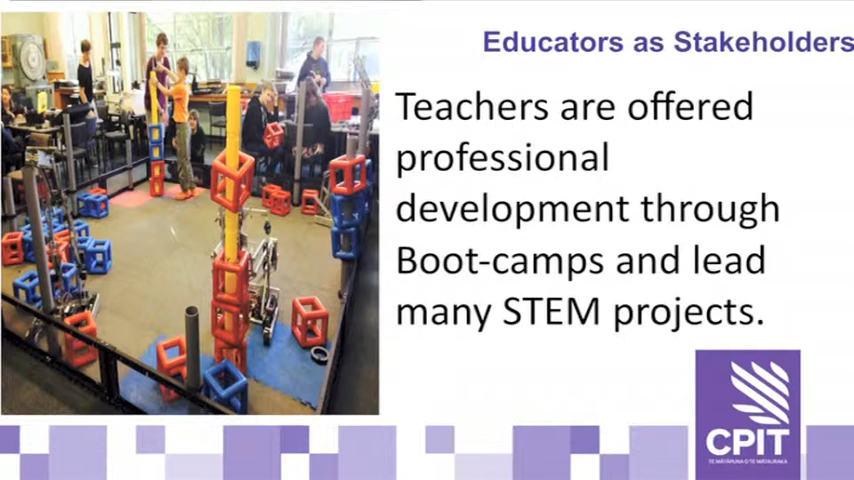 Educators as Stakeholders
Teachers are offered
professional
development through
Boot-camps and lead
many STEM projects.
CPIT